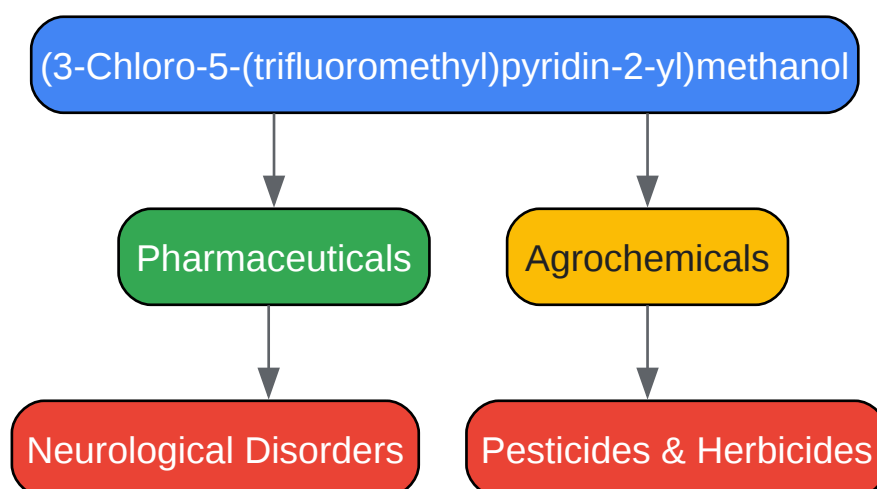 (3-Chloro-5-(trifluoromethyl)pyridin-2-yl)methanol
Pharmaceuticals
Agrochemicals
Neurological Disorders
Pesticides & Herbicides